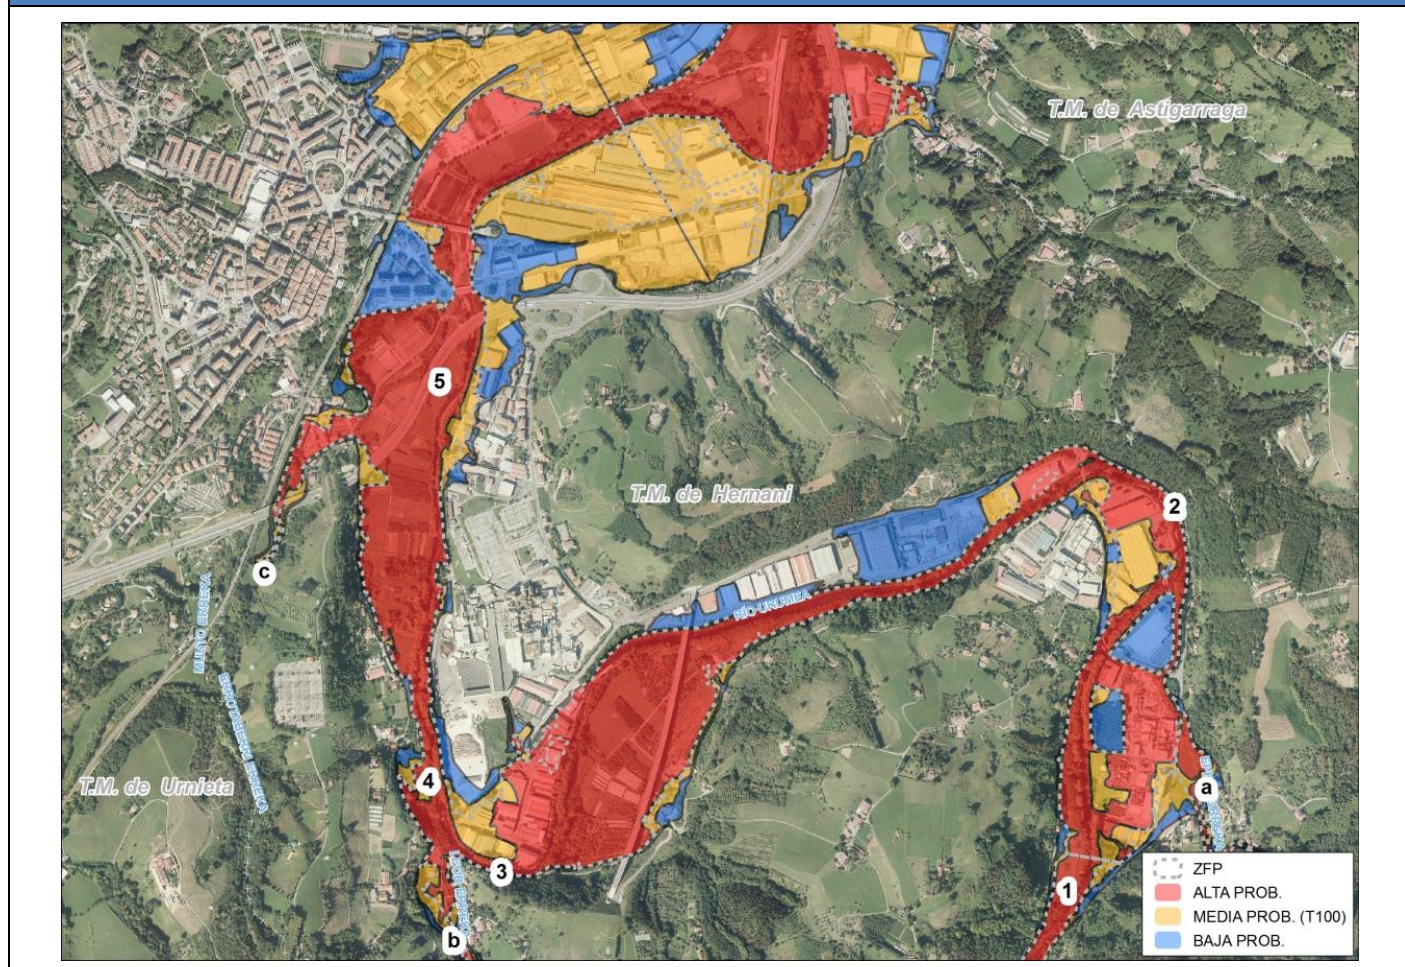 T.M. de Astigarraga
5
T.M. de Hernani
2
c
RÍO URUMEA
T.M. de Urnieta
4
a
3
1
b
ZFP
ALTA PROB.
MEDIA PROB. (T100)
BAJA PROB.